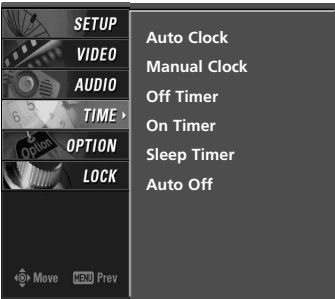 SETUP
VIDEO
AUDIO
TIME
OPTION
LOCK
Move MENU Prev
Auto Clock
Manual Clock
Off Timer
On Timer
Sleep Timer
Auto Off
Option